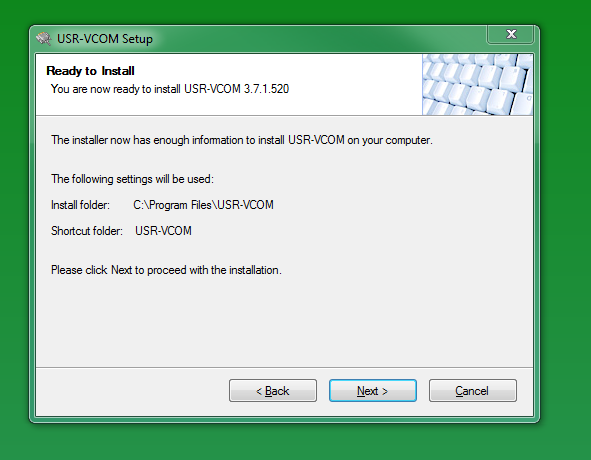 USR-VCOM Setup
Ready to Install
You are now ready to install USR-VCOM 3.7.1.520
The installer now has enough information to install USR-VCOM on your computer.
The following settings will be used:
Install folder: C:\Program Files\USR-VCOM
Shortcut folder: USR-VCOM
Please click Next to proceed with the installation.
< Back Next > Cancel